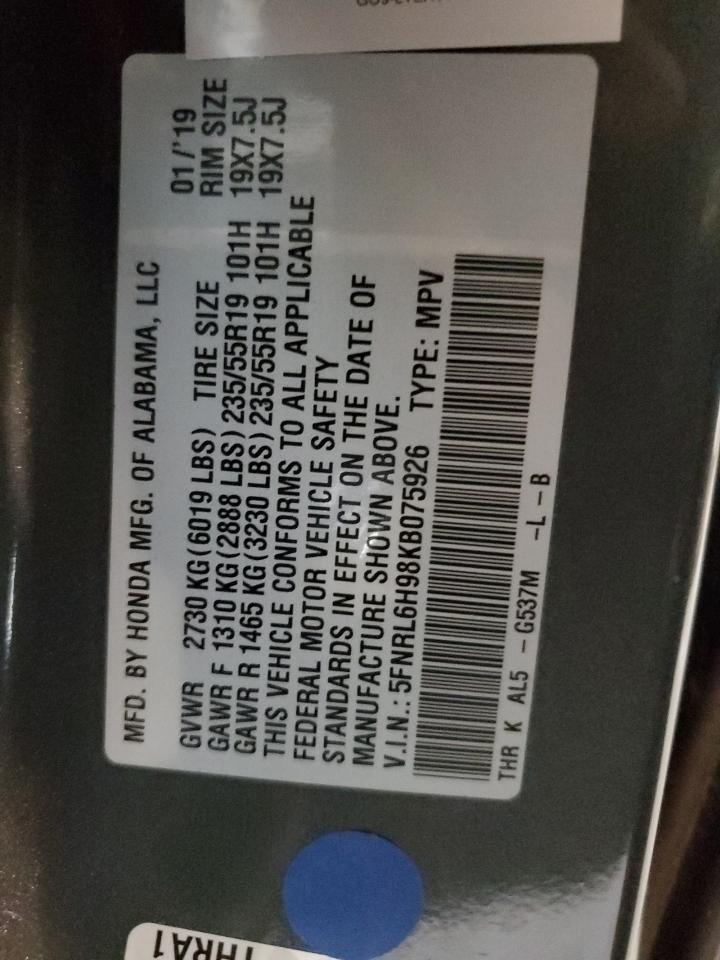 MFD. BY HONDA MFG. OF ALABAMA, LLC
01/'19
GVWR 2730 KG(6019 LBS) TIRE SIZE RIM SIZE
GAWR F 1310 KG(2888 LBS)235/55R19 101H 19X7.5J
GAWR R 1465 KG(3230 LBS)235/55R19 101H 19X7.5J
THIS VEHICLE CONFORMS TO ALL APPLICABLE
FEDERAL MOTOR VEHICLE SAFETY
STANDARDS IN EFFECT ON THE DATE OF
MANUFACTURE SHOWN ABOVE.
V.I.N.: 5FNRL6H98KB075926 TYPE: MPV
THR K AL5 - G537M -L-B
HRA1